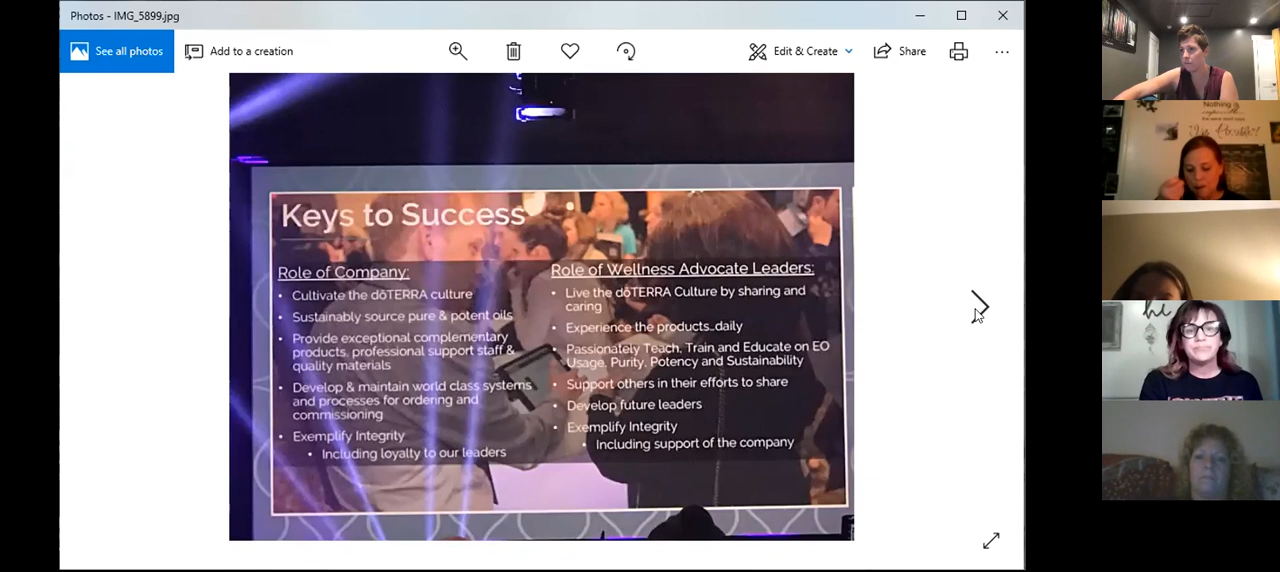 Photos - IMG_5899.jpg
See all photos
Add to a creation
Edit & Create
Share
Keys to Success
Role of Company:
• Cultivate the dōTERRA culture
• Sustainably source pure & potent oils
• Provide exceptional complementary
products, professional support staff &
quality materials
• Develop & maintain world class systems
and processes for ordering and
commissioning
• Exemplify Integrity
• Including loyalty to our leaders
Role of Wellness Advocate Leaders:
• Live the dōTERRA Culture by sharing and
caring
• Experience the products…daily
• Passionately Teach, Train and Educate on EO
Usage, Purity, Potency and Sustainability
• Support others in their efforts to share
• Develop future leaders
• Exemplify Integrity
• Including support of the company
Nothing
hi